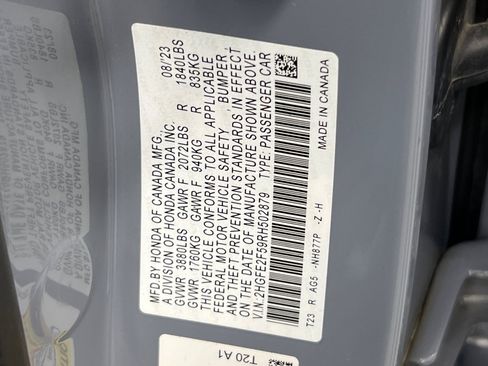 MFD.BY HONDA OF CANADA MFG. 08/23
A DIVISION OF HONDA CANADA INC.
GVWR 3880LBS GAWR F 2072LBS R 1840LBS
GVWR 1760KG GAWR F 940KG R 835KG
THIS VEHICLE CONFORMS TO ALL APPLICABLE
FEDERAL MOTOR VEHICLE SAFETY BUMPER,
AND THEFT PREVENTION STANDARDS IN EFFECT
ON THE DATE OF MANUFACTURE SHOWN ABOVE.
V.I.N:2HGFE2F59RH502879 TYPE:PASSENGER CAR
T23 R AG5 -NH877P -Z -H MADE IN CANADA
T20 A1